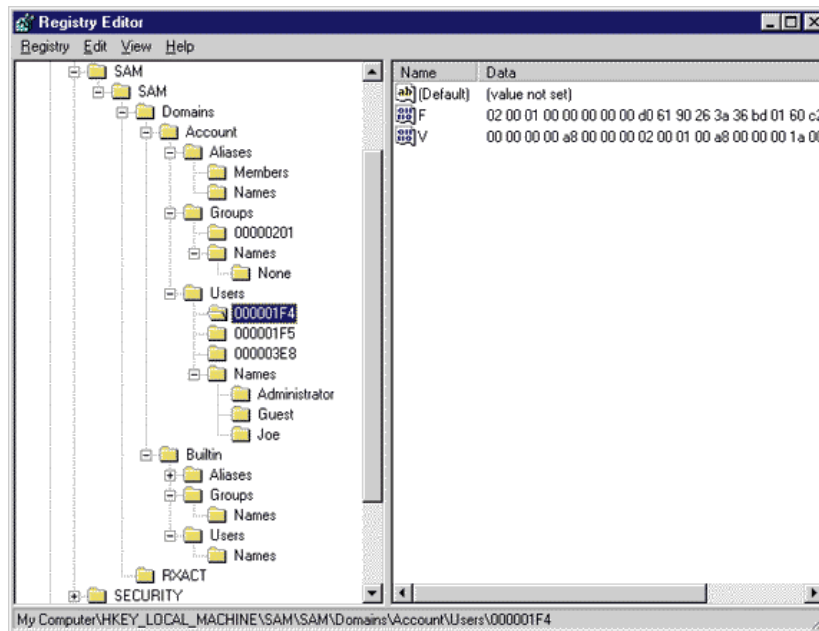 Registry Editor
Registry Edit View Help
SAM
SAM
Domains
Account
Aliases
Members
Names
Groups
00000201
Names
None
Users
000001F4
000001F5
000003E8
Names
Administrator
Guest
Joe
Builtin
Aliases
Groups
Names
Users
Names
RXACT
SECURITY
Name Data
(Default) (value not set)
F 02 00 01 00 00 00 00 00 d0 61 90 26 3a 36 bd 01 60 c2
V 00 00 00 00 a8 00 00 00 02 00 01 00 a8 00 00 00 1a 00
My Computer\HKEY_LOCAL_MACHINE\SAM\SAM\Domains\Account\Users\000001F4